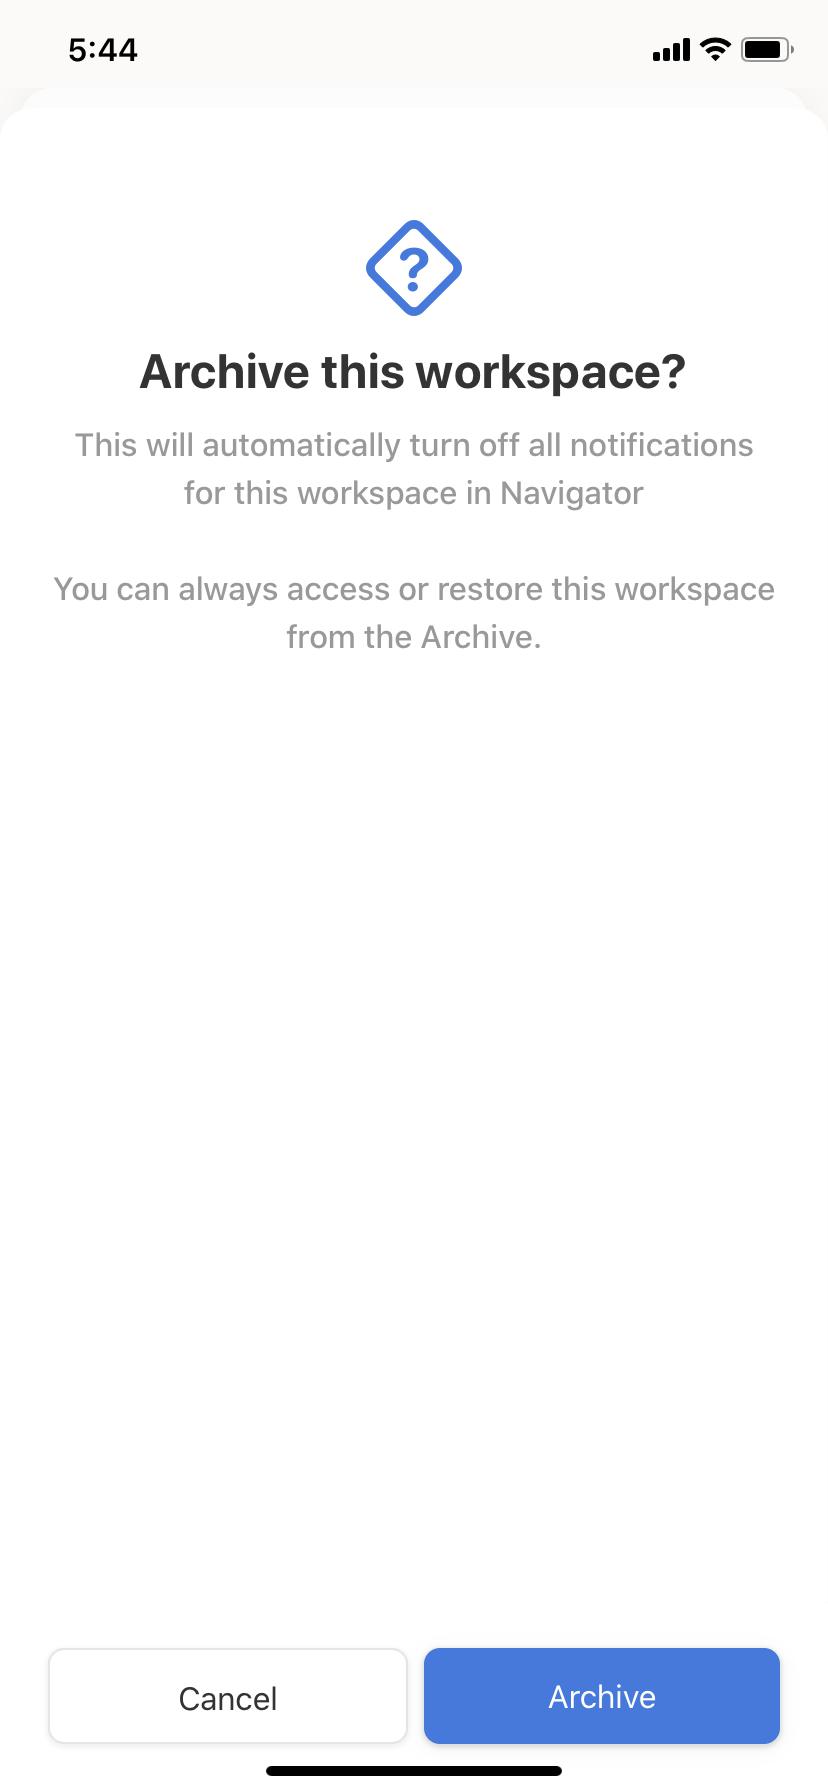 5:44
?
Archive this workspace?
This will automatically turn off all notifications
for this workspace in Navigator
You can always access or restore this workspace
from the Archive.
Cancel
Archive